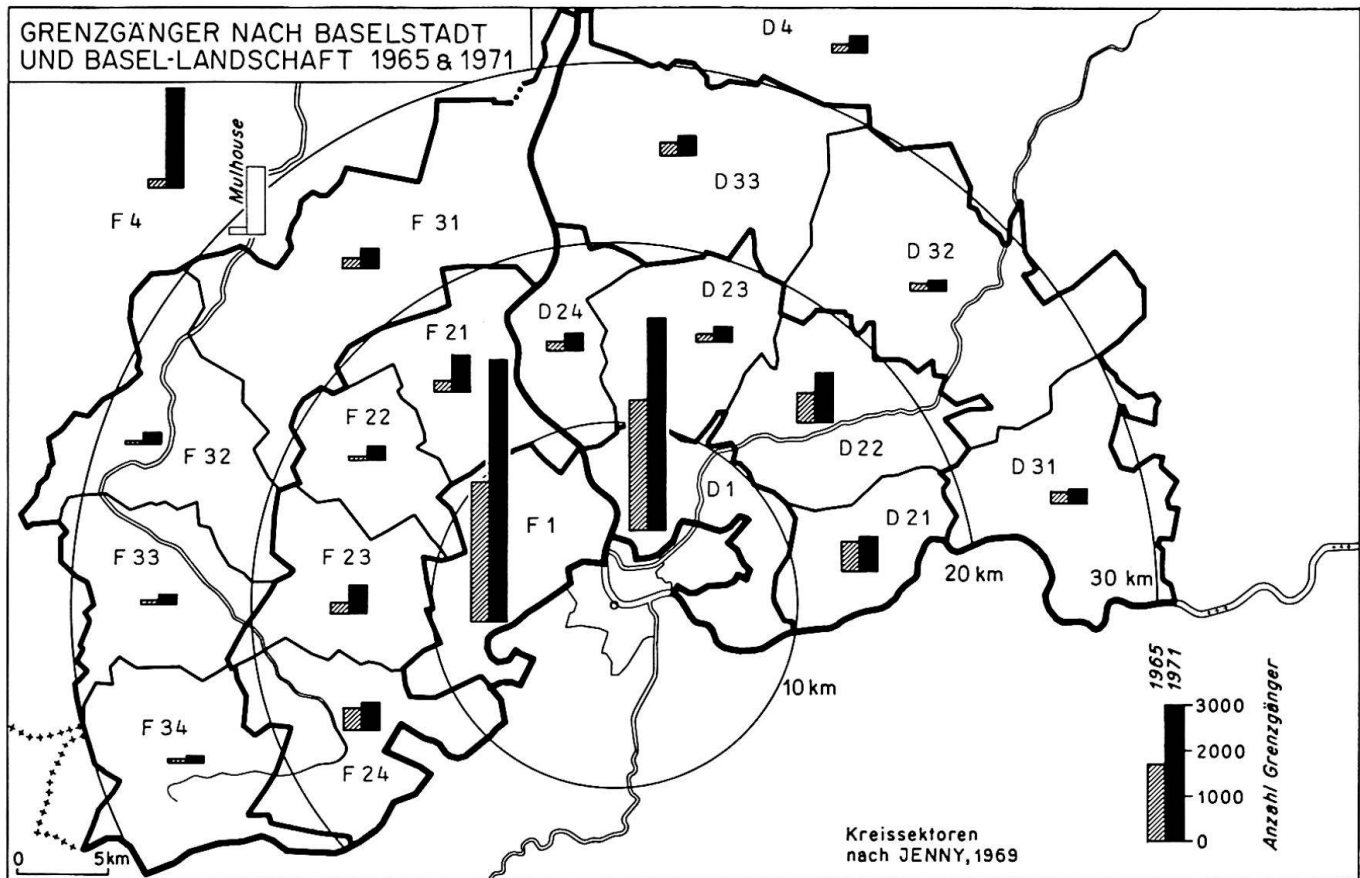 GRENZGÄNGER NACH BASELSTADT
UND BASEL-LANDSCHAFT 1965 & 1971
D 4
Mulhouse
F 4
F 31
D 33
D 32
D 24
D 23
F 21
F 22
F 32
D 22
D 31
D 1
F 1
D 21
F 33
F 23
20 km
30 km
10 km
F 34
F 24
1965
1971
3000
2000
1000
0
Anzahl Grenzgänger
Kreissektoren
nach JENNY, 1969
0 5km